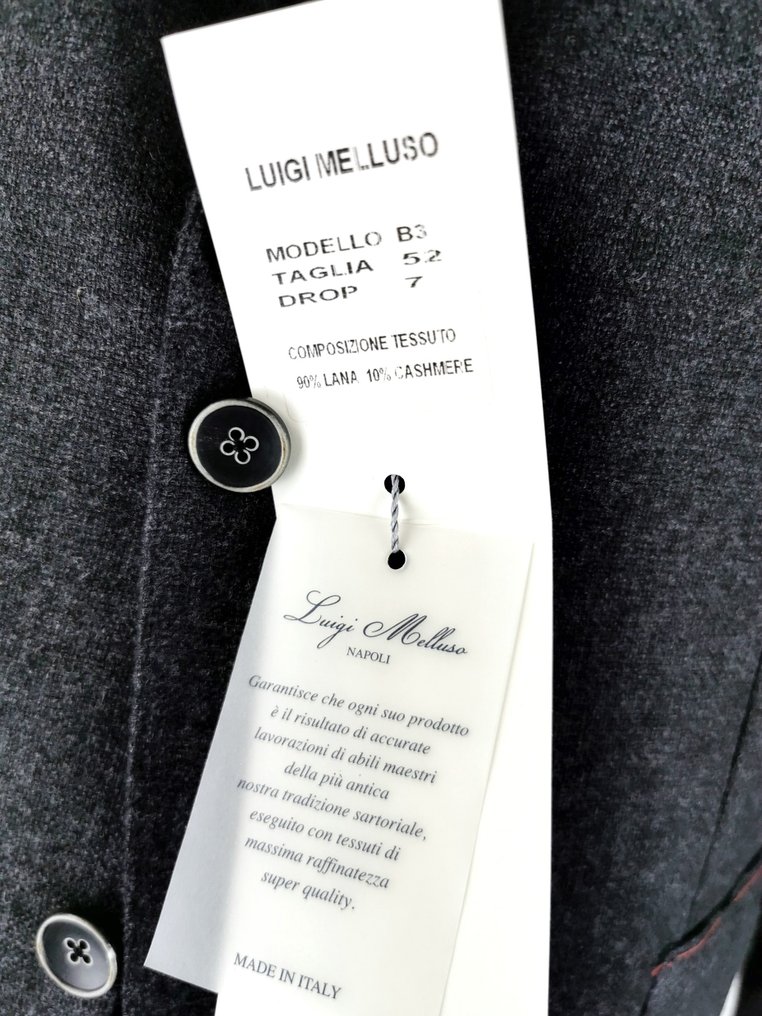 LUIGI MELLUSO
MODELLO B3
TAGLIA 52
DROP 7
COMPOSIZIONE TESSUTO
90% LANA 10% CASHMERE
Luigi Melluso
NAPOLI
Garantisce che ogni suo prodotto
è il risultato di accurate
lavorazioni di abili maestri
della più antica
nostra tradizione sartoriale,
eseguito con tessuti di
massima raffinatezza
super quality.
MADE IN ITALY